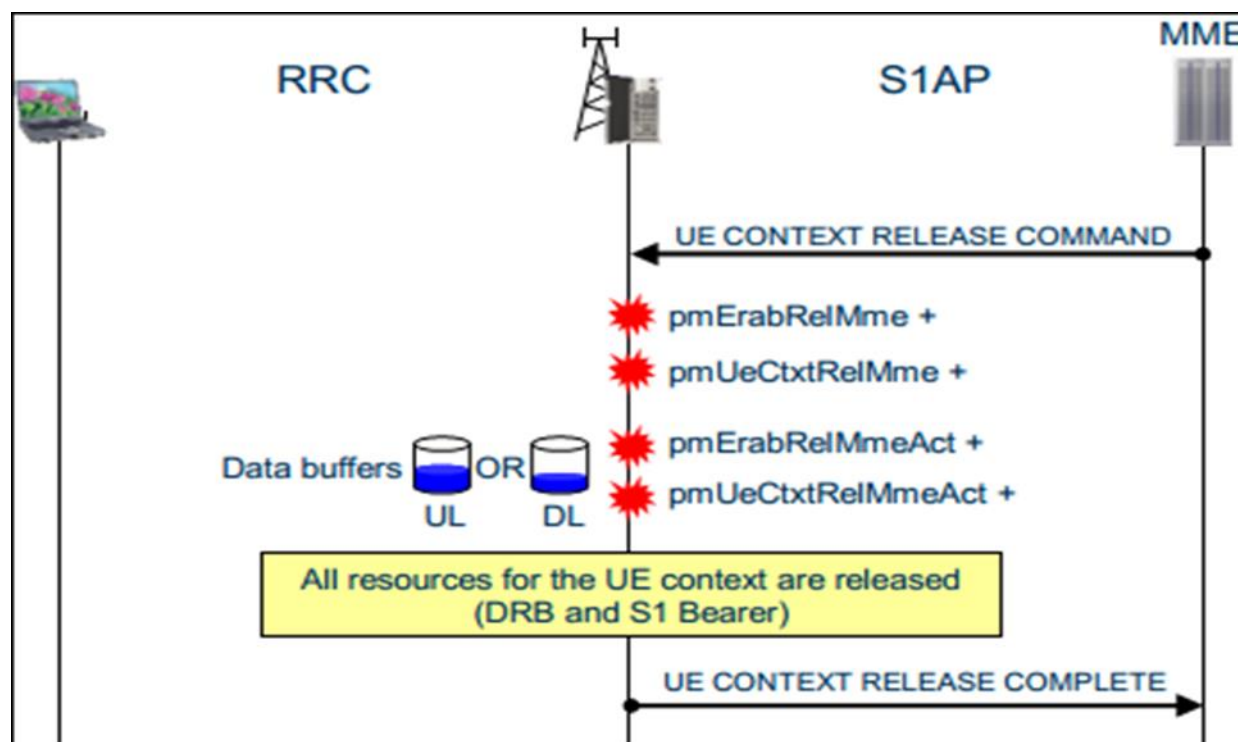 MME
RRC
S1AP
UE CONTEXT RELEASE COMMAND
pmErabRelMme +
pmUeCtxtRelMme +
pmErabRelMmeAct +
Data buffers OR
pmUeCtxtRelMmeAct +
UL DL
All resources for the UE context are released
(DRB and S1 Bearer)
UE CONTEXT RELEASE COMPLETE